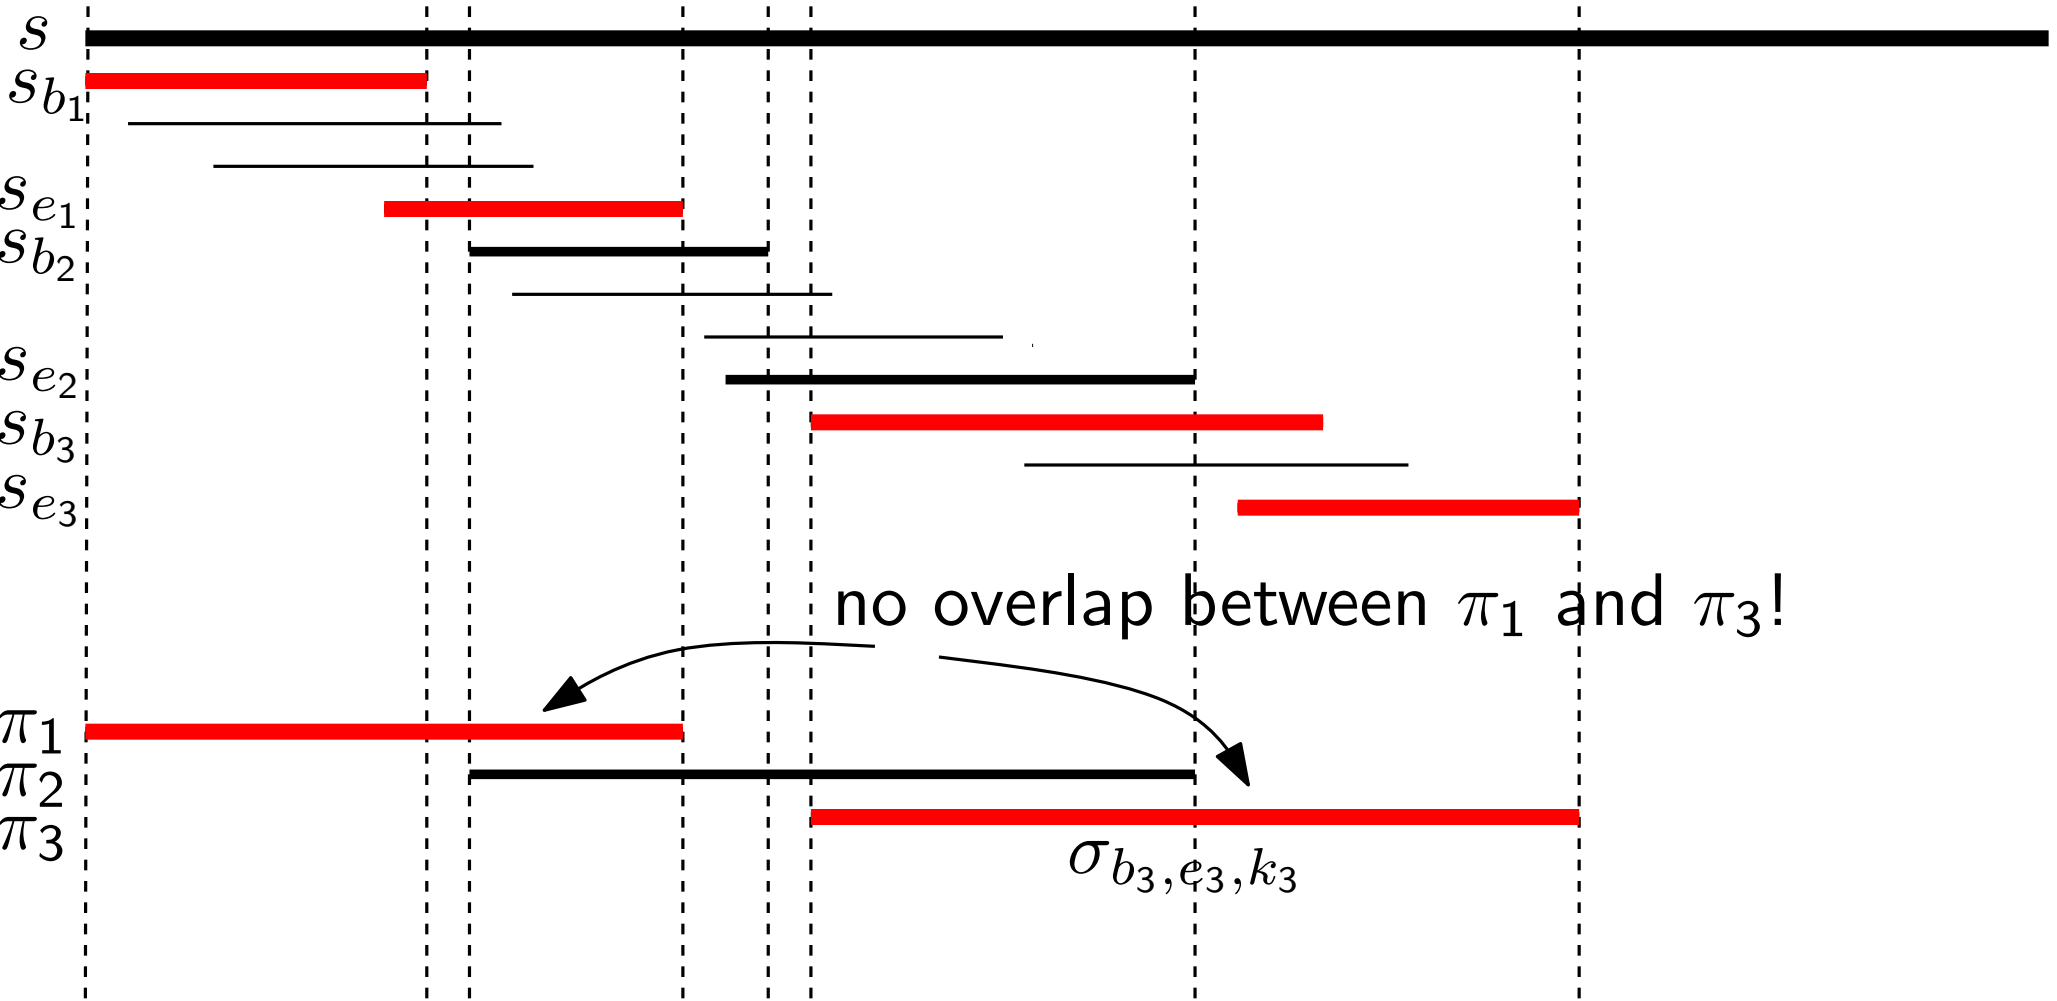 s
s_{b_1}
s_{e_1}
s_{b_2}
s_{e_2}
s_{b_3}
s_{e_3}
no overlap between π_1 and π_3!
π_1
π_2
π_3
σ_{b_3,e_3,k_3}